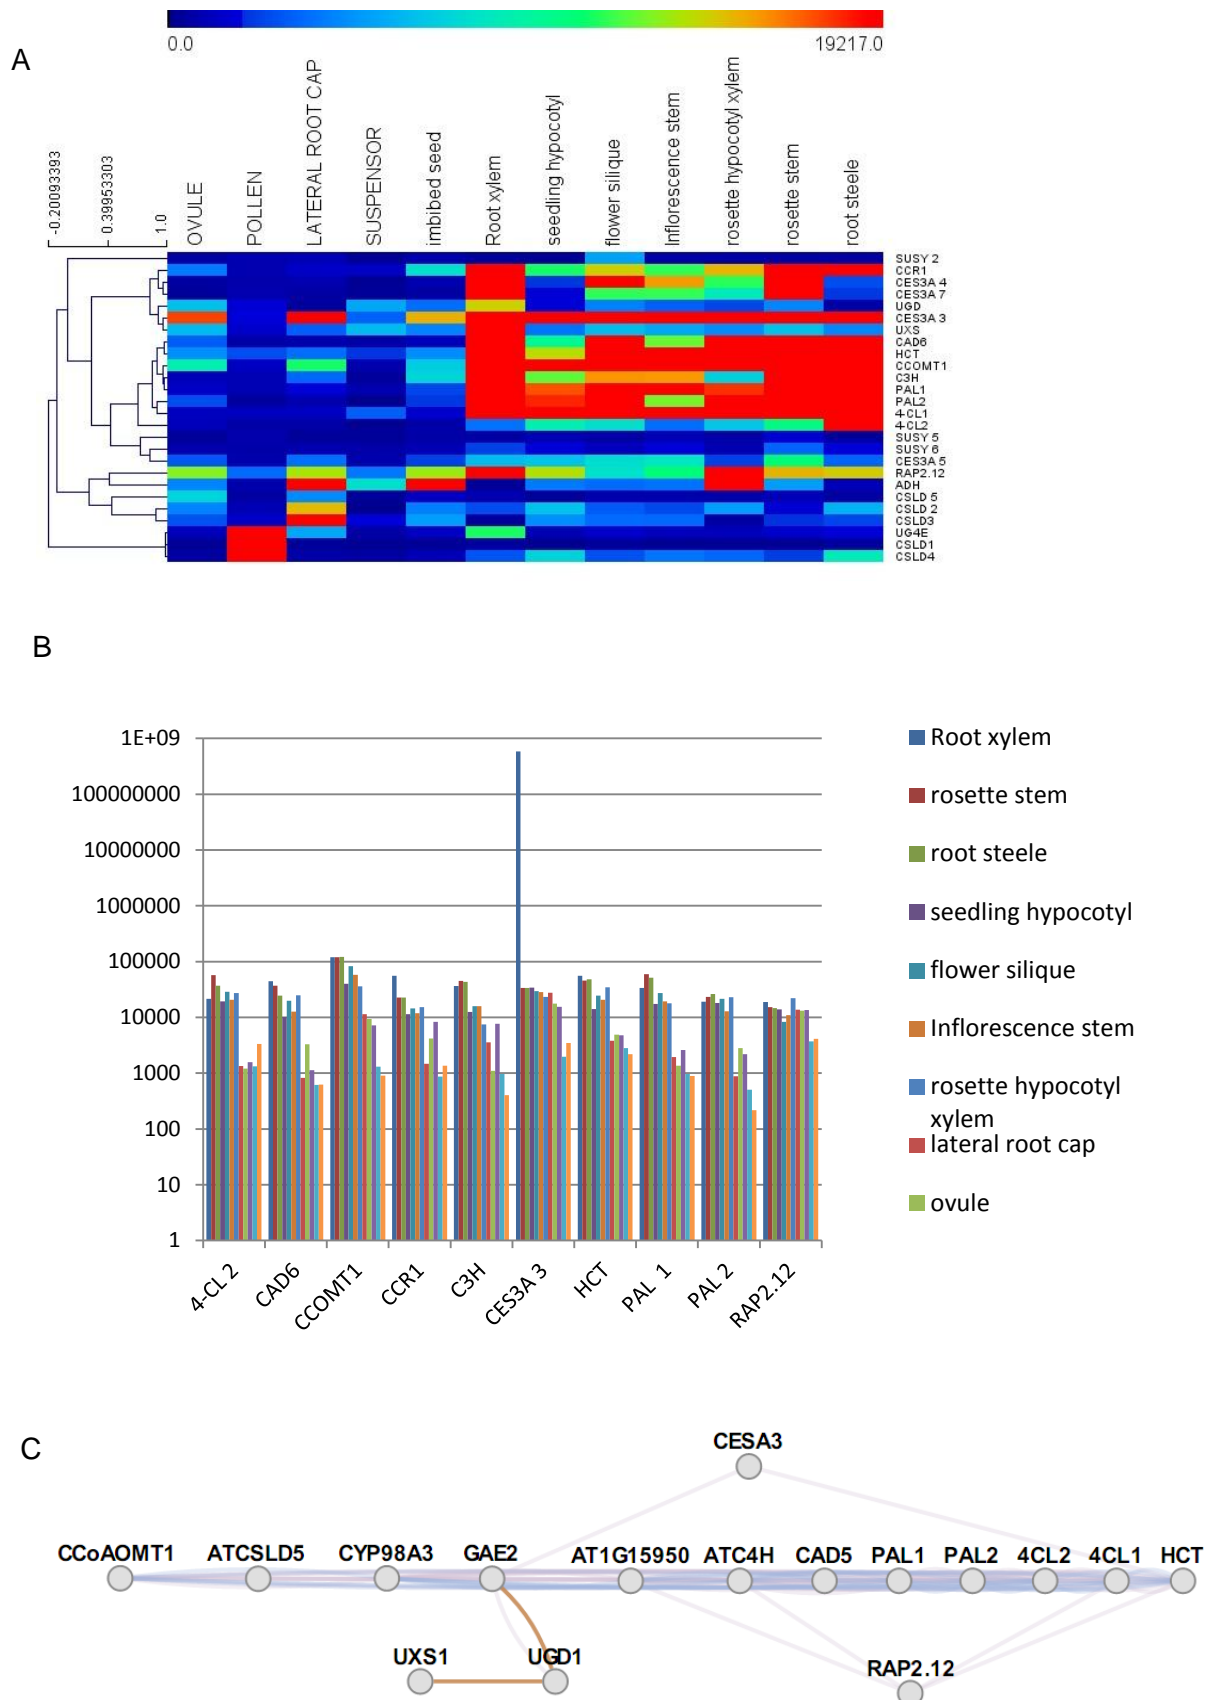 A
0.0
19217.0
-0.20093393
0.39953303
1.0
OVULE
POLLEN
LATERAL ROOT CAP
SUSPENSOR
imbibed seed
Root xylem
seedling hypocotyl
flower silique
Inflorescence stem
rosette hypocotyl xylem
rosette stem
root steele
SUSY 2
CCR1
CES3A 4
CES3A 7
UGD
CES3A 3
UXS
CAD6
HCT
CCOMT1
C3H
PAL1
PAL2
4-CL1
4-CL2
SUSY 5
SUSY 6
CES3A 5
RAP2.12
ADH
CSLD 5
CSLD 2
CSLD3
UG4E
CSLD1
CSLD4
B
1E+09
100000000
10000000
1000000
100000
10000
1000
100
10
1
4-CL 2
CAD6
CCOMT1
CCR1
C3H
CES3A 3
HCT
PAL 1
PAL 2
RAP2.12
Root xylem
rosette stem
root steele
seedling hypocotyl
flower silique
Inflorescence stem
rosette hypocotyl
xylem
lateral root cap
ovule
C
CESA3
CCoAOMT1 ATCSLD5 CYP98A3 GAE2 AT1G15950 ATC4H CAD5 PAL1 PAL2 4CL2 4CL1 HCT
UXS1 UGD1
RAP2.12